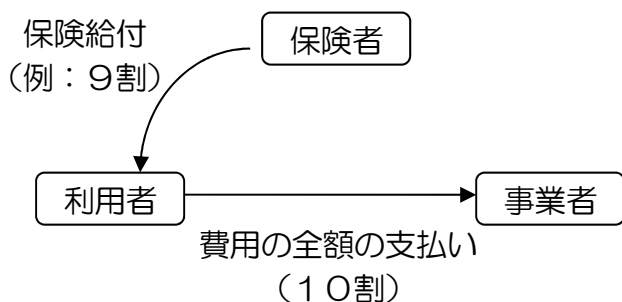 保険給付
（例：９割）
保険者
利用者
事業者
費用の全額の支払い
（１０割）